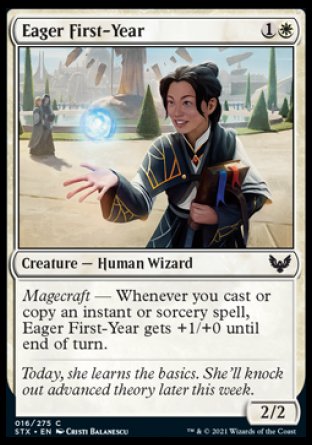 Eager First-Year 1
Creature — Human Wizard
Magecraft — Whenever you cast or
copy an instant or sorcery spell,
Eager First-Year gets +1/+0 until
end of turn.
Today, she learns the basics. She'll knock
out advanced theory later this week.
2/2
016/275 C
STX • EN Cristi Balanescu
™ & © 2021 Wizards of the Coast